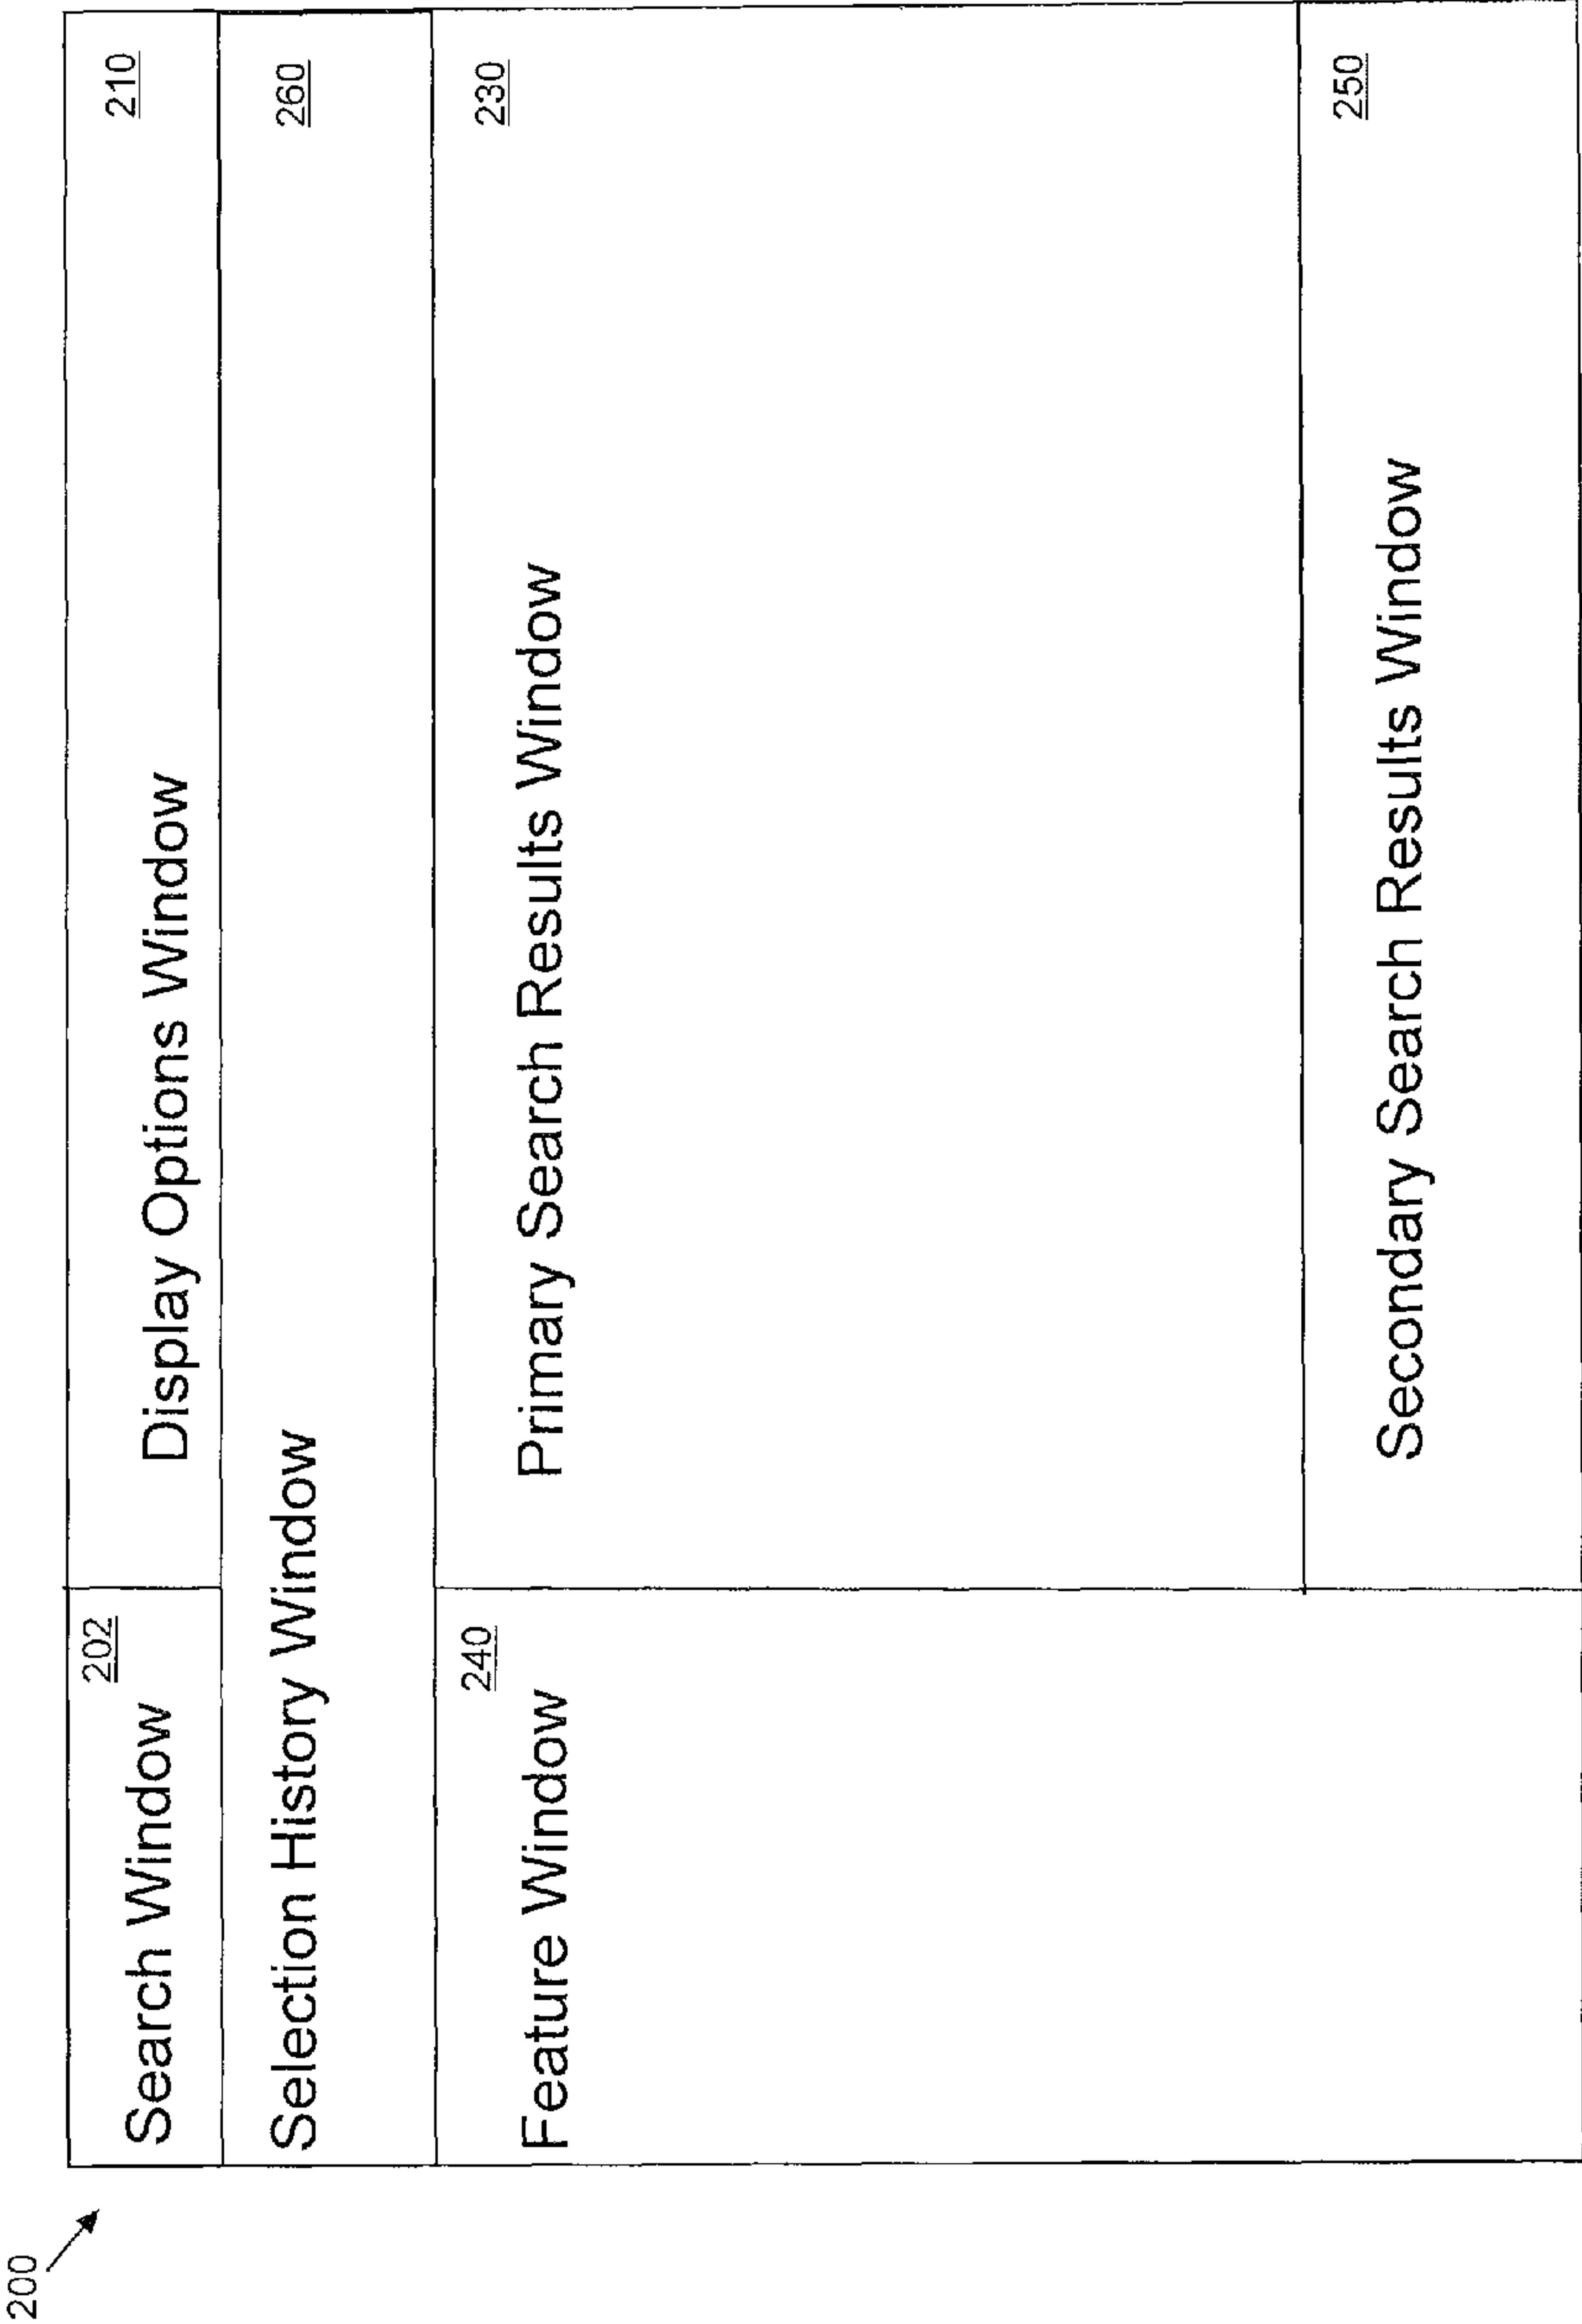 200
Search Window
202
Display Options Window
210
Selection History Window
260
Feature Window
240
Primary Search Results Window
230
Secondary Search Results Window
250